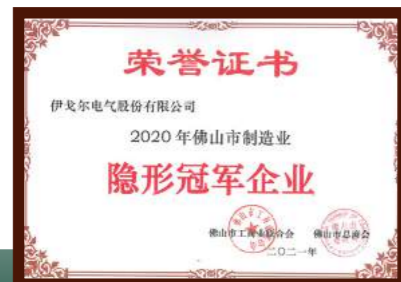 荣誉证书
伊戈尔电气股份有限公司
2020年佛山市制造业
隐形冠军企业
佛山市工商业联合会 佛山市总商会
二〇二一年